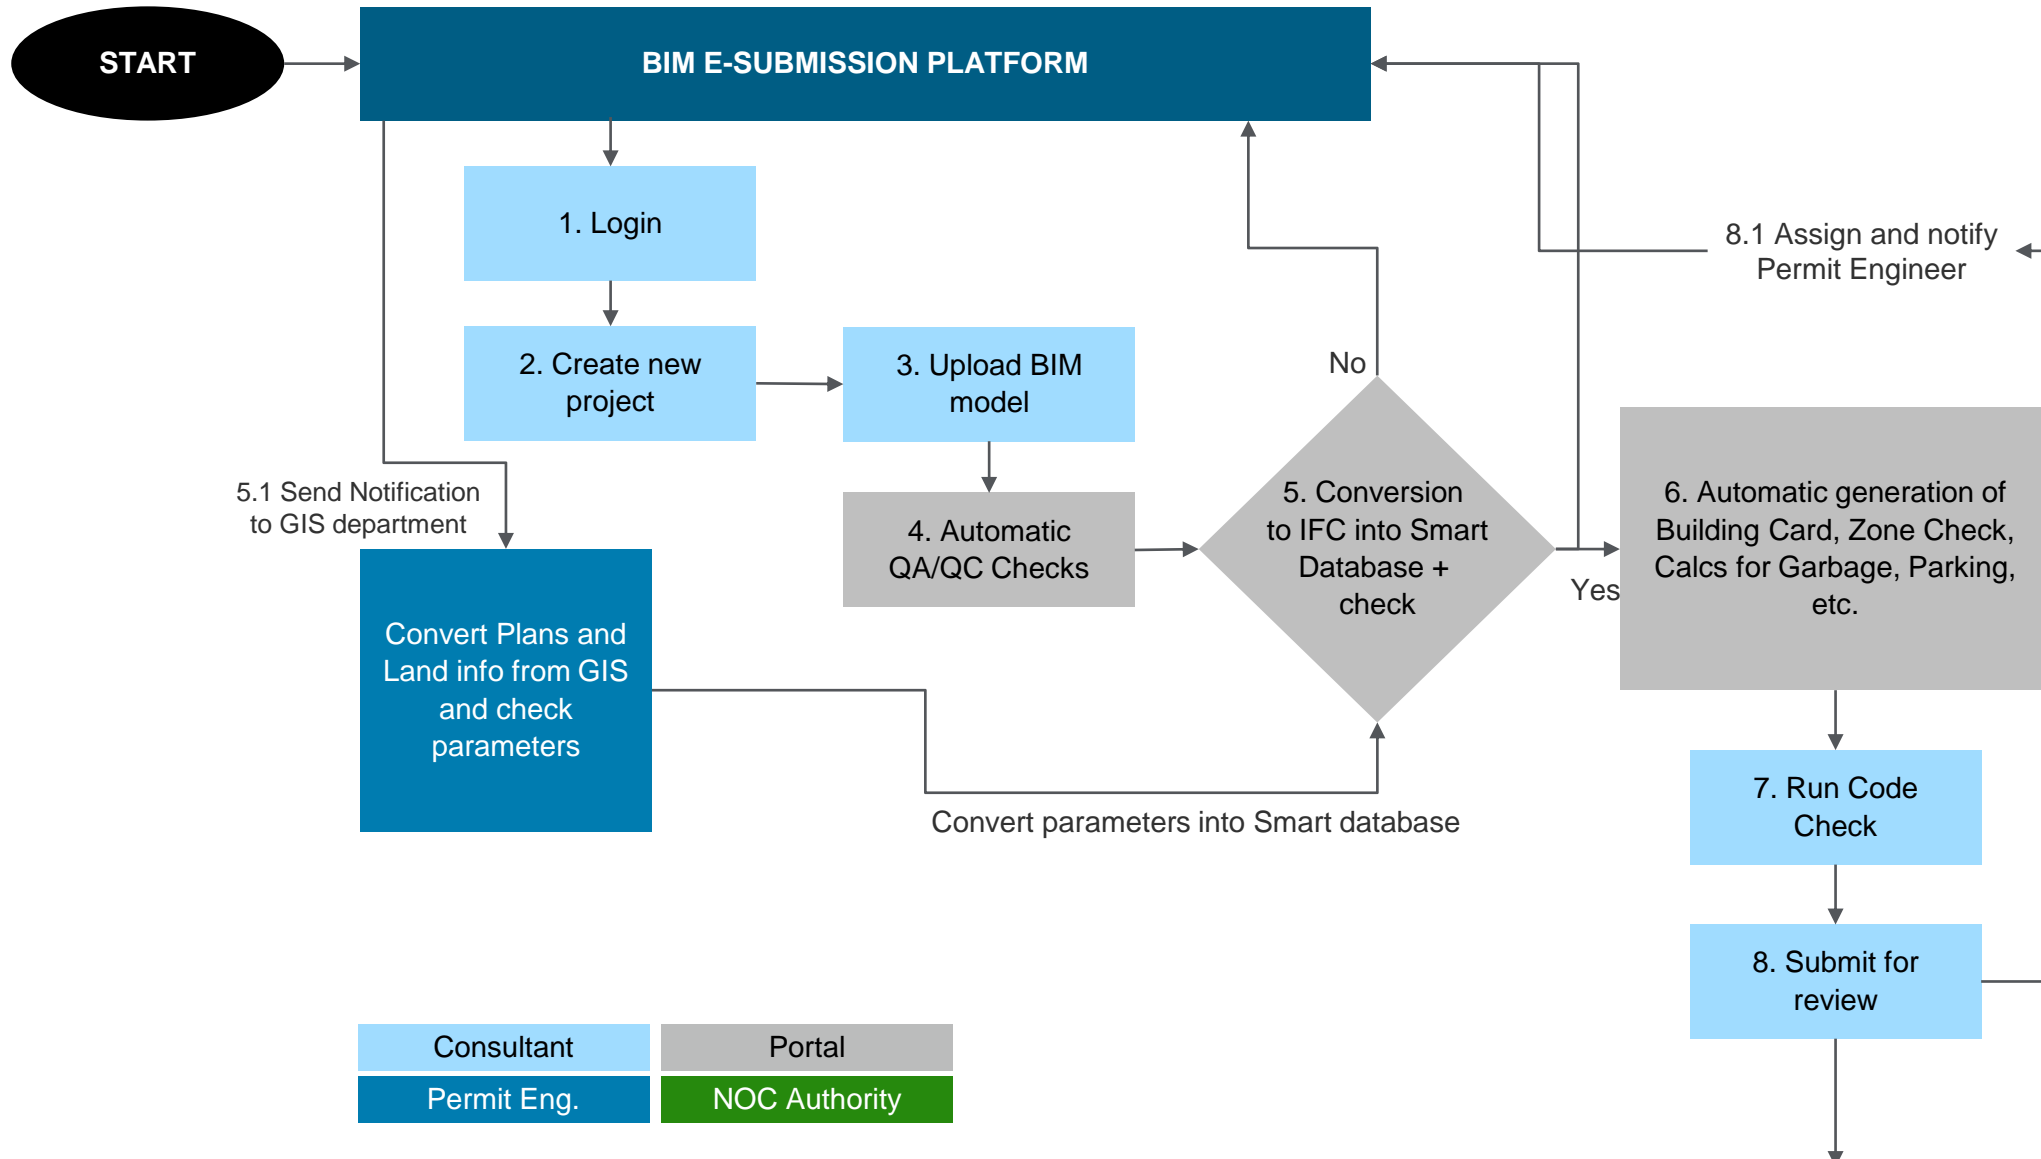 START
BIM E-SUBMISSION PLATFORM
1. Login
8.1 Assign and notify
Permit Engineer
2. Create new
project
3. Upload BIM
model
No
5.1 Send Notification
to GIS department
4. Automatic
QA/QC Checks
5. Conversion
to IFC into Smart
Database +
check
Yes
6. Automatic generation of
Building Card, Zone Check,
Calcs for Garbage, Parking,
etc.
Convert Plans and
Land info from GIS
and check
parameters
Convert parameters into Smart database
7. Run Code
Check
8. Submit for
review
Consultant
Portal
Permit Eng.
NOC Authority